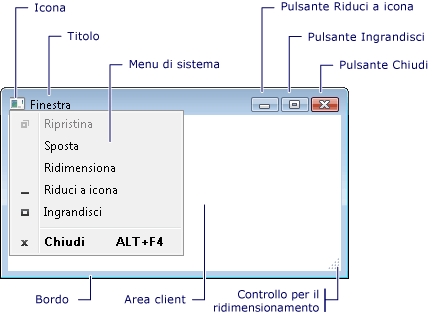 Icona
Pulsante Riduci a icona
Titolo
Pulsante Ingrandisci
Menu di sistema
Pulsante Chiudi
Finestra
Ripristina
Sposta
Ridimensiona
Riduci a icona
Ingrandisci
x Chiudi ALT+F4
Bordo
Area client
Controllo per il
ridimensionamento